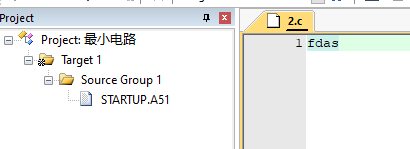 Project
Project: 最小电路
Target 1
Source Group 1
STARTUP.A51
2.c
1 fdas